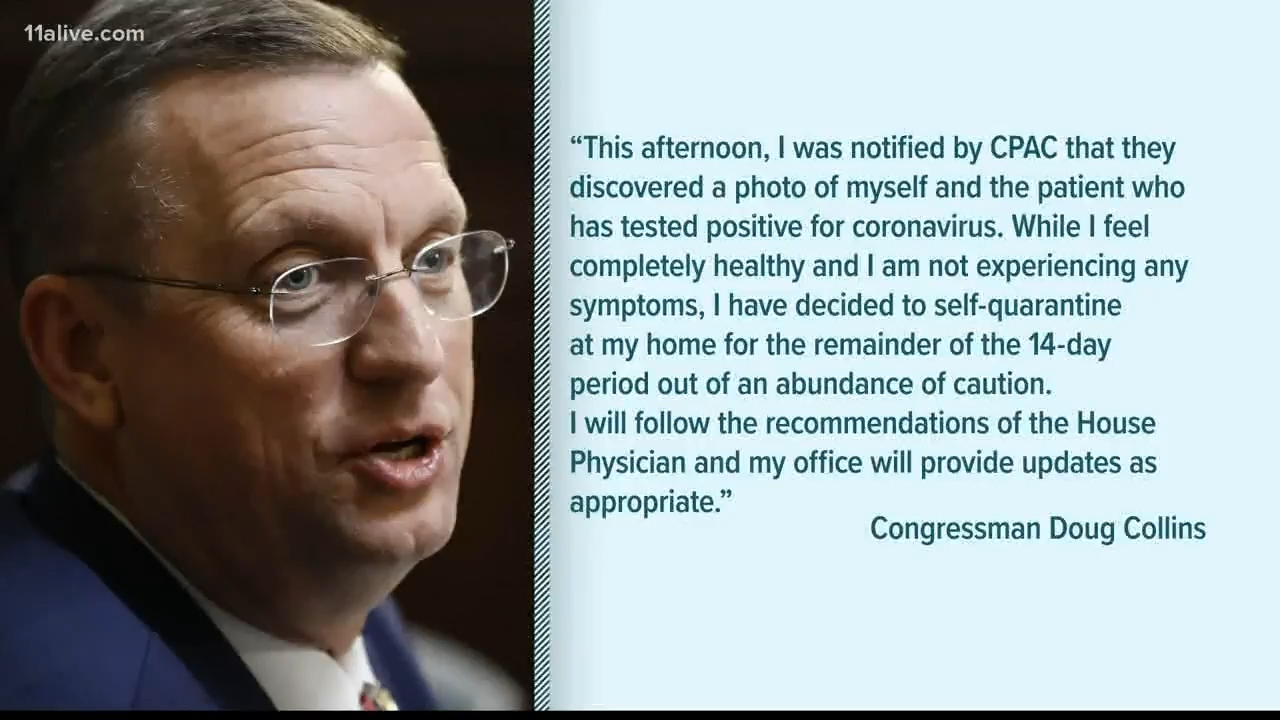 11alive.com
“This afternoon, I was notified by CPAC that they
discovered a photo of myself and the patient who
has tested positive for coronavirus. While I feel
completely healthy and I am not experiencing any
symptoms, I have decided to self-quarantine
at my home for the remainder of the 14-day
period out of an abundance of caution.
I will follow the recommendations of the House
Physician and my office will provide updates as
appropriate.”
Congressman Doug Collins